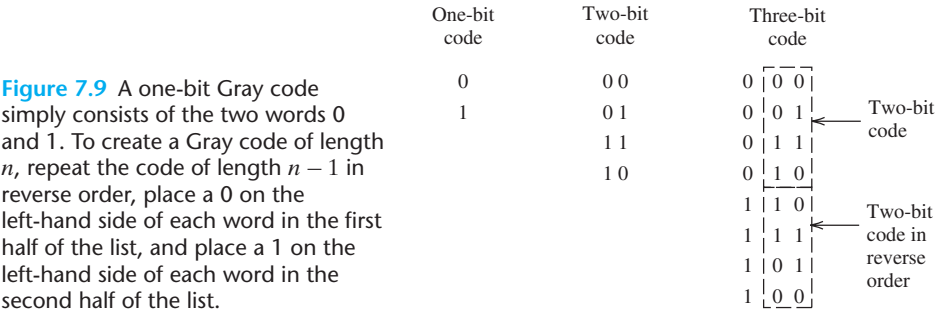 Figure 7.9 A one-bit Gray code
simply consists of the two words 0
and 1. To create a Gray code of length
n, repeat the code of length n − 1 in
reverse order, place a 0 on the
left-hand side of each word in the first
half of the list, and place a 1 on the
left-hand side of each word in the
second half of the list.
One-bit
code
0
1
Two-bit
code
0 0
0 1
1 1
1 0
Three-bit
code
0 0 0
0 0 1
0 1 1
0 1 0
1 1 0
1 1 1
1 0 1
1 0 0
Two-bit
code
Two-bit
code in
reverse
order